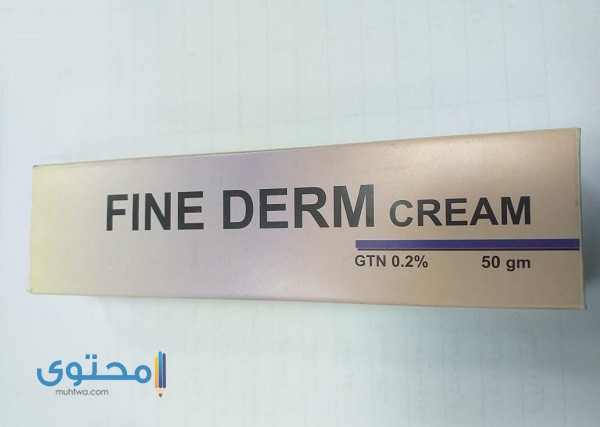 FINE DERM CREAM
GTN 0.2% 50 gm
محتوى
muhtwa.com